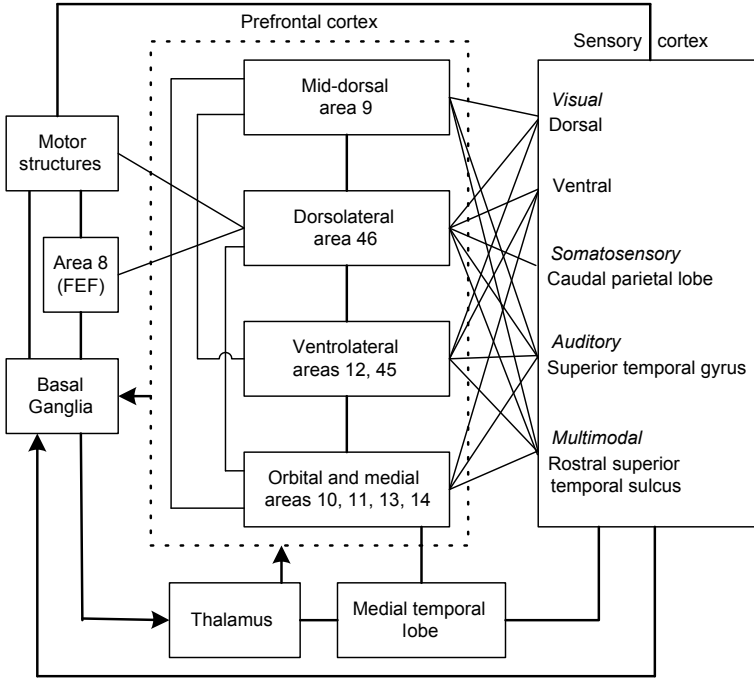 Prefrontal cortex
Sensory cortex
Mid-dorsal
area 9
Visual
Dorsal
Motor
structures
Ventral
Dorsolateral
area 46
Area 8
(FEF)
Somatosensory
Caudal parietal lobe
Ventrolateral
areas 12, 45
Auditory
Superior temporal gyrus
Basal
Ganglia
Multimodal
Rostral superior
temporal sulcus
Orbital and medial
areas 10, 11, 13, 14
Thalamus
Medial temporal
lobe